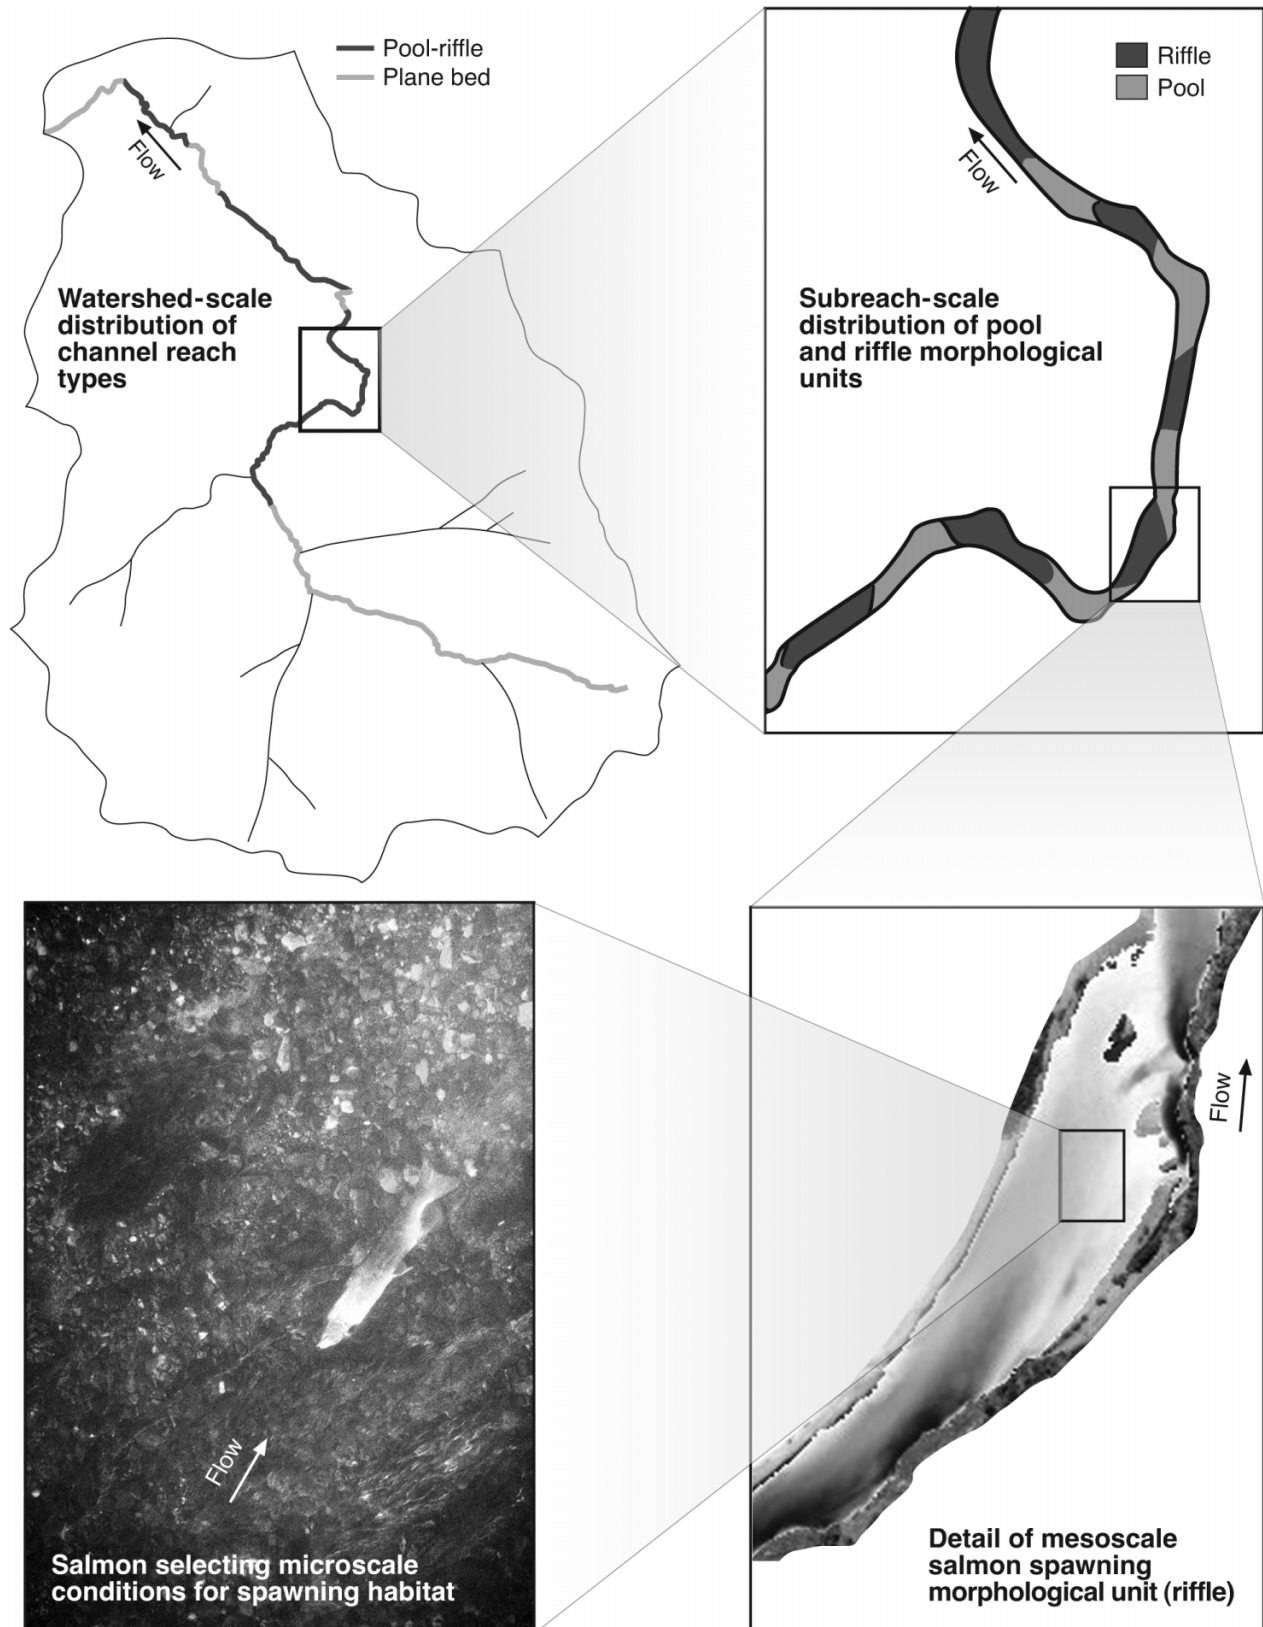 Pool-riffle
Plane bed
Flow
Watershed-scale
distribution of
channel reach
types
Riffle
Pool
Flow
Subreach-scale
distribution of pool
and riffle morphological
units
Flow
Salmon selecting microscale
conditions for spawning habitat
Flow
Detail of mesoscale
salmon spawning
morphological unit (riffle)